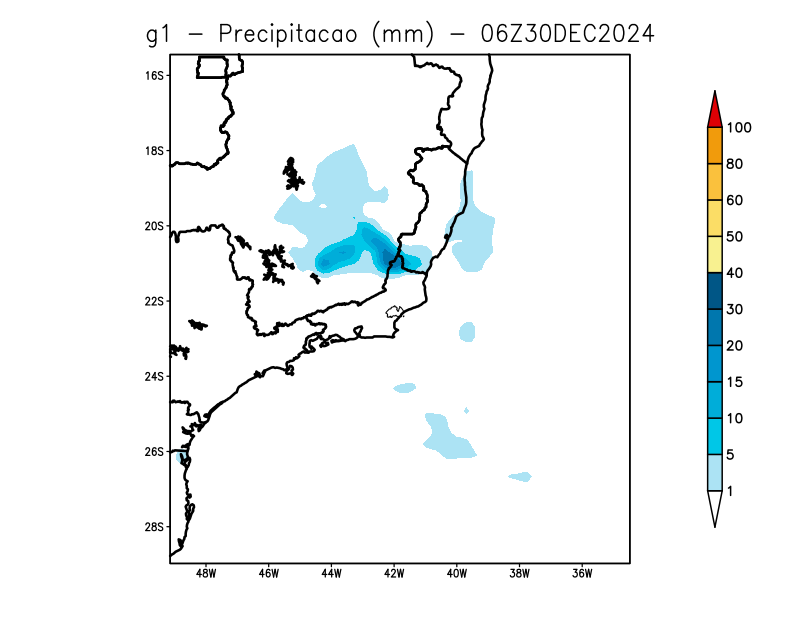 g1 – Precipitacao (mm) – 06Z30DEC2024
16S
18S
20S
22S
24S
26S
28S
48W 46W 44W 42W 40W 38W 36W
100
80
60
50
40
30
20
15
10
5
1